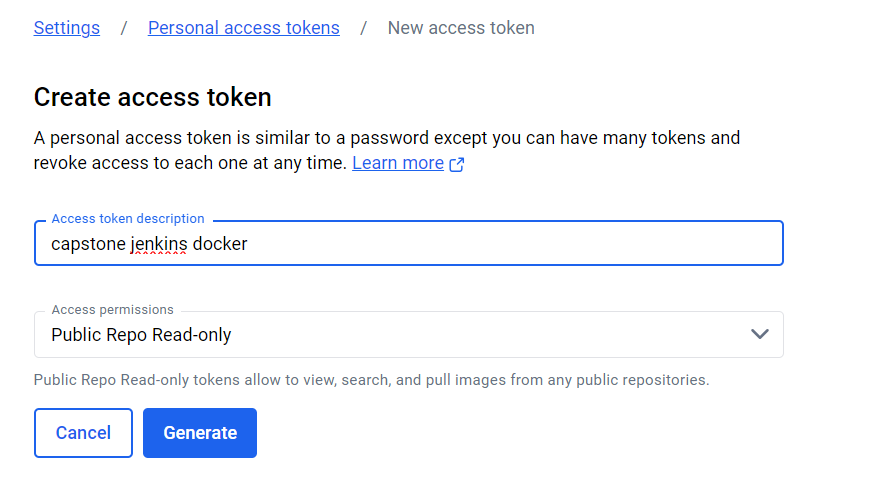 Settings / Personal access tokens / New access token
Create access token
A personal access token is similar to a password except you can have many tokens and
revoke access to each one at any time. Learn more
Access token description
capstone jenkins docker
Access permissions
Public Repo Read-only
Public Repo Read-only tokens allow to view, search, and pull images from any public repositories.
Cancel Generate